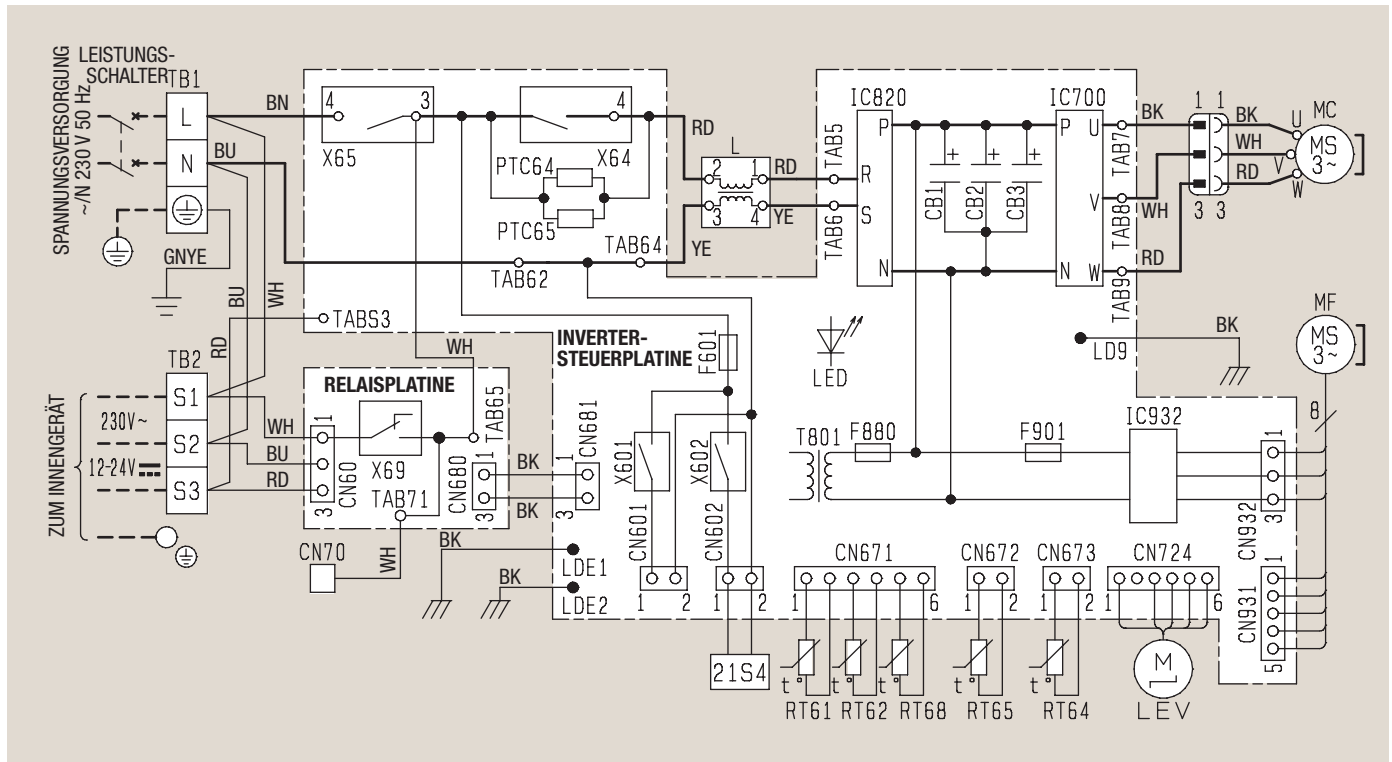 SPANNUNGSVERSORGUNG
~/N 230 V 50 Hz
LEISTUNGS-
SCHALTER
TB1
L
N
BN
BU
GNYE
BU
WH
RD
4
3
X65
4
X64
PTC64
PTC65
RD
L
2
1
3
4
RD
YE
YE
TAB5
TAB6
TAB62
TAB64
TABS3
IC820
P
R
S
N
CB1
+
CB2
+
CB3
+
IC700
P
U
V
N
W
TAB7
TAB8
TAB9
BK
WH
RD
1
1
3
3
BK
WH
RD
U
V
W
MC
MS
3~
MF
MS
3~
8
ZUM INNENGERÄT
230V~
12-24V
TB2
S1
S2
S3
WH
BU
RD
RELAISPLATINE
1
3
CN60
X69
TAB71
TAB65
WH
CN680
1
3
BK
BK
CN681
1
3
CN70
WH
BK
LDE1
BK
LDE2
INVERTER-
STEUERPLATINE
F601
X601
X602
CN601
1
2
CN602
1
2
21S4
LED
LD9
BK
T801
F880
F901
IC932
1
3
CN932
CN931
1
5
CN671
1
6
CN672
1
2
CN673
1
2
CN724
1
6
t°
t°
t°
t°
t°
RT61
RT62
RT68
RT65
RT64
M
LEV